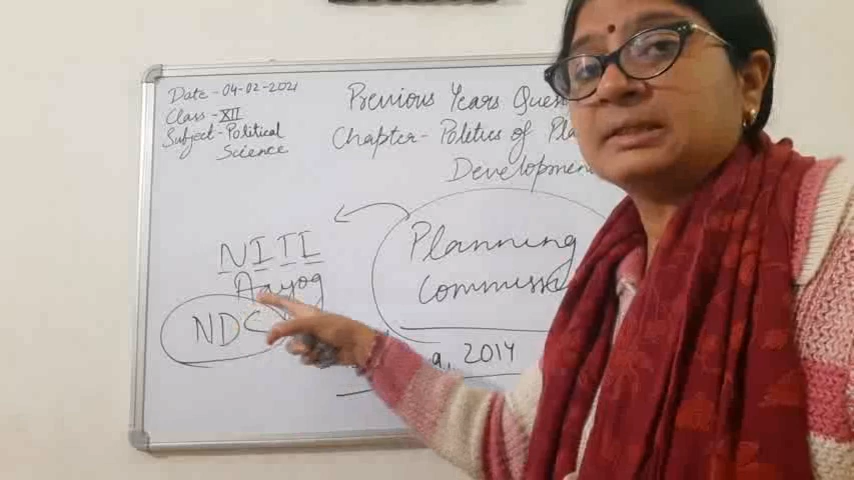 Date - 04-02-2021
Class - XII
Subject - Political
Science
Previous Years
Chapter - Politics of
NITI
Aayog
NDC
Planning
2014